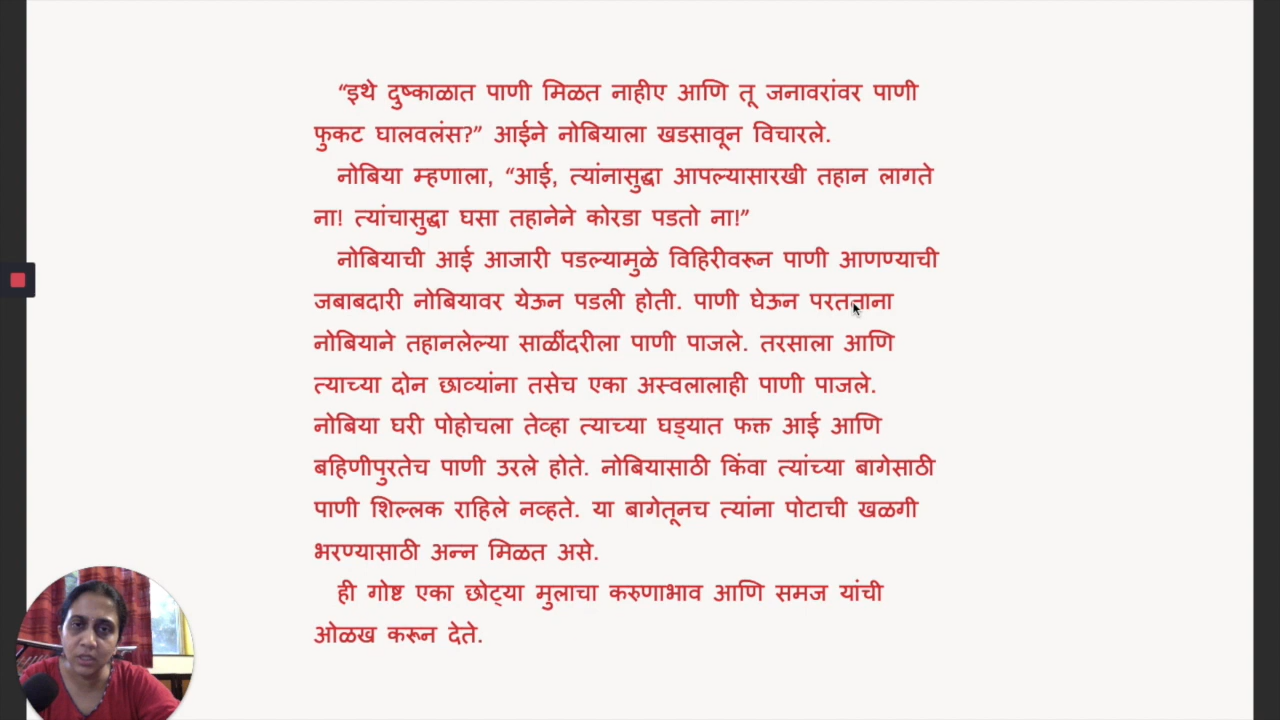 “इथे दुष्काळात पाणी मिळत नाहीए आणि तू जनावरांवर पाणी
फुकट घालवलंस?” आईने नोबियाला खडसावून विचारले.
नोबिया म्हणाला, “आई, त्यांनासुद्धा आपल्यासारखी तहान लागते
ना! त्यांचासुद्धा घसा तहानेने कोरडा पडतो ना!”
नोबियाची आई आजारी पडल्यामुळे विहिरीवरून पाणी आणण्याची
जबाबदारी नोबियावर येऊन पडली होती. पाणी घेऊन परतताना
नोबियाने तहानलेल्या साळींदरीला पाणी पाजले. तरसाला आणि
त्याच्या दोन छाव्यांना तसेच एका अस्वलालाही पाणी पाजले.
नोबिया घरी पोहोचला तेव्हा त्याच्या घड्यात फक्त आई आणि
बहिणीपुरतेच पाणी उरले होते. नोबियासाठी किंवा त्यांच्या बागेसाठी
पाणी शिल्लक राहिले नव्हते. या बागेतूनच त्यांना पोटाची खळगी
भरण्यासाठी अन्न मिळत असे.
ही गोष्ट एका छोट्या मुलाचा करुणाभाव आणि समज यांची
ओळख करून देते.